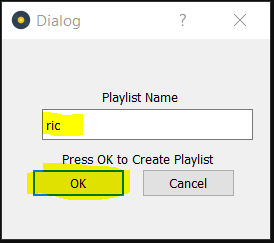 Dialog ? ×
Playlist Name
ric
Press OK to Create Playlist
OK Cancel